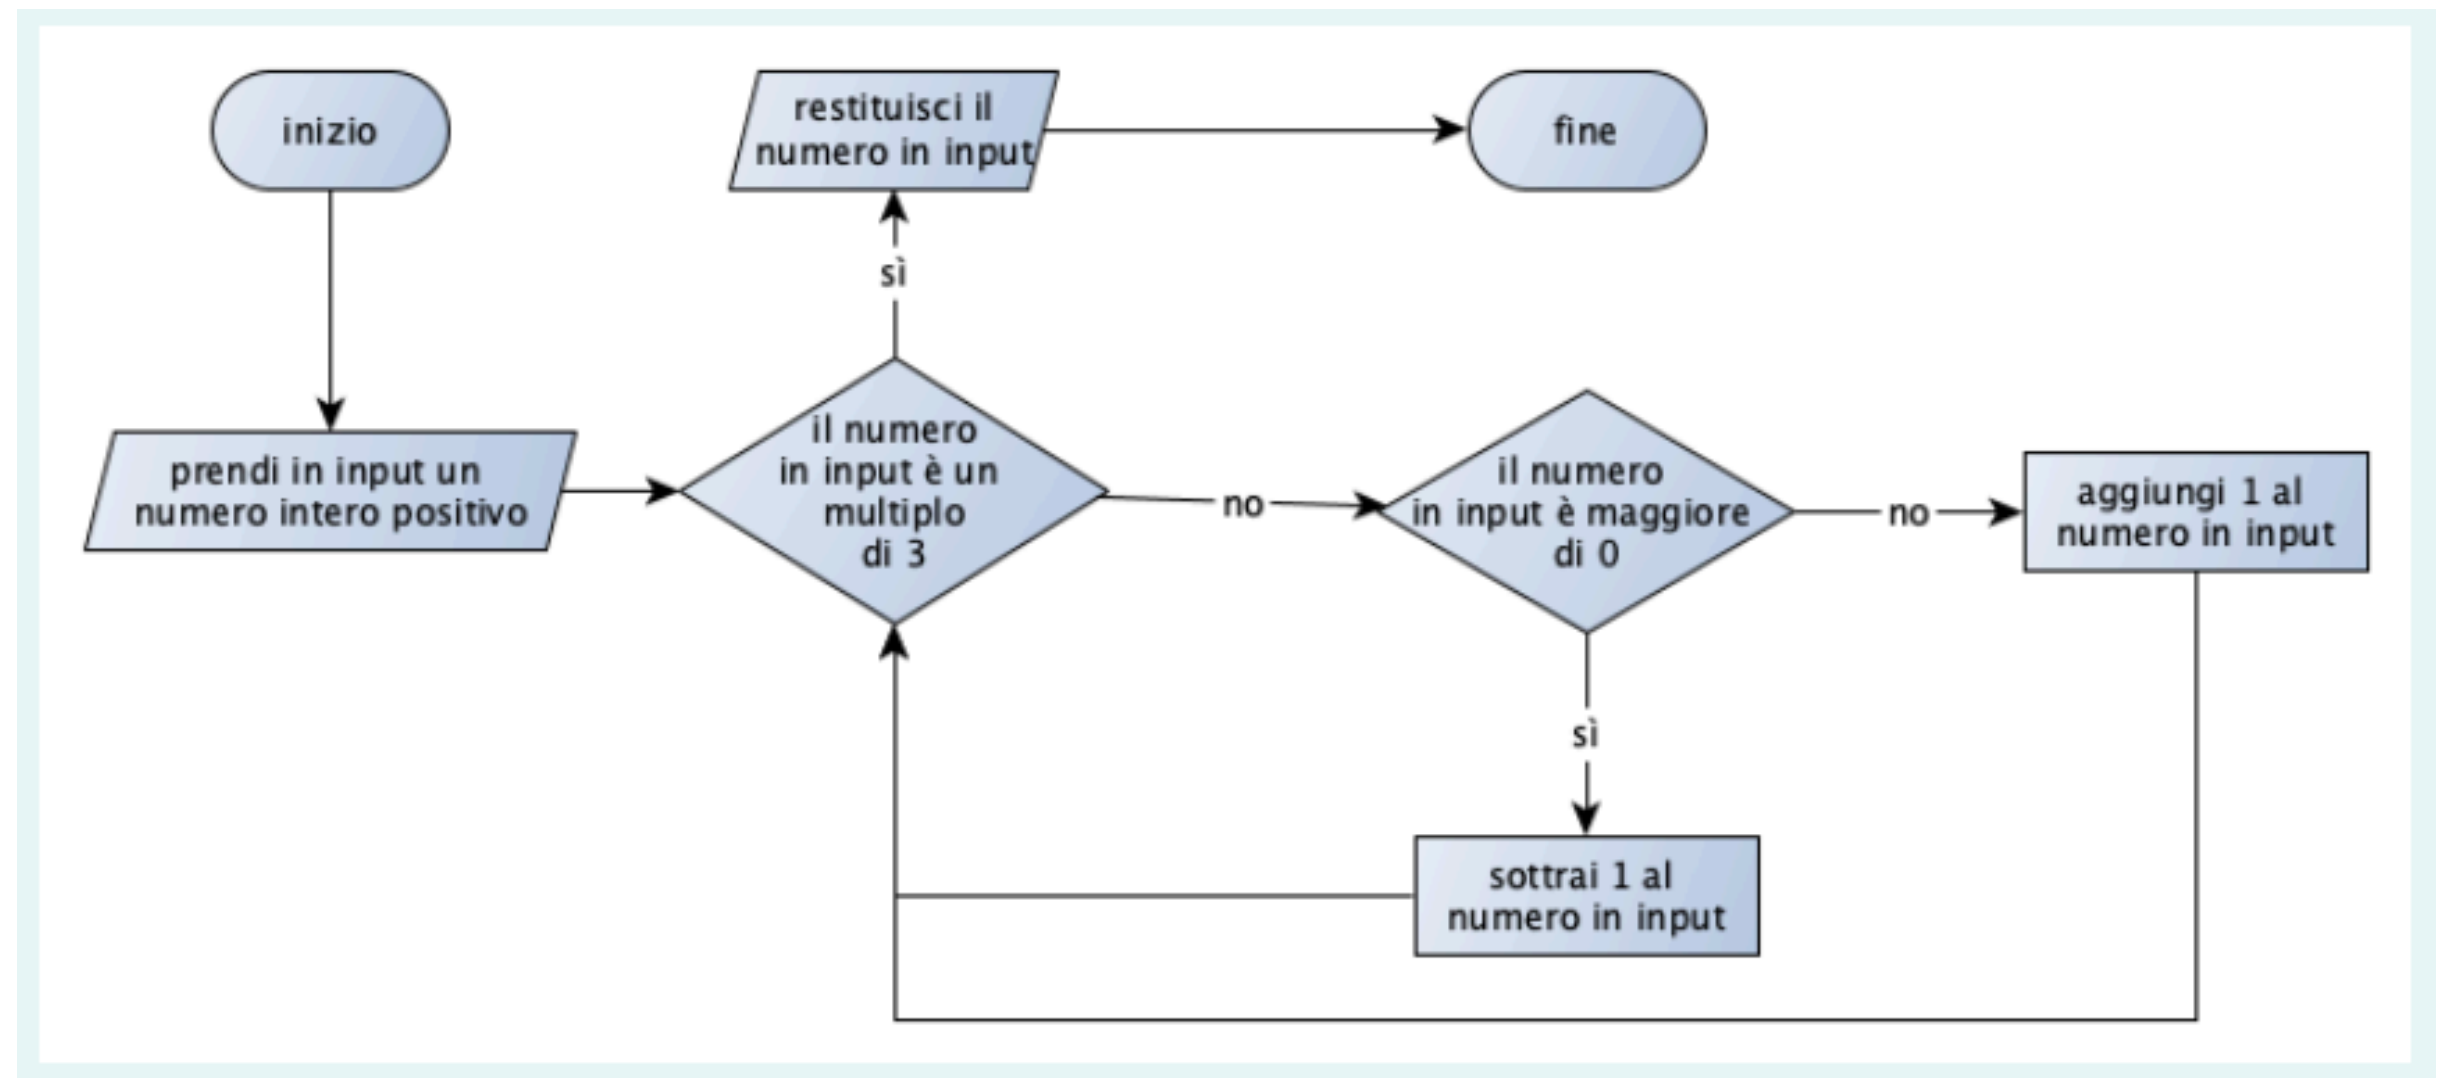 inizio
restituisci il
numero in input
fine
sì
prendi in input un
numero intero positivo
il numero
in input è un
multiplo
di 3
no
il numero
in input è maggiore
di 0
no
aggiungi 1 al
numero in input
sì
sottrai 1 al
numero in input